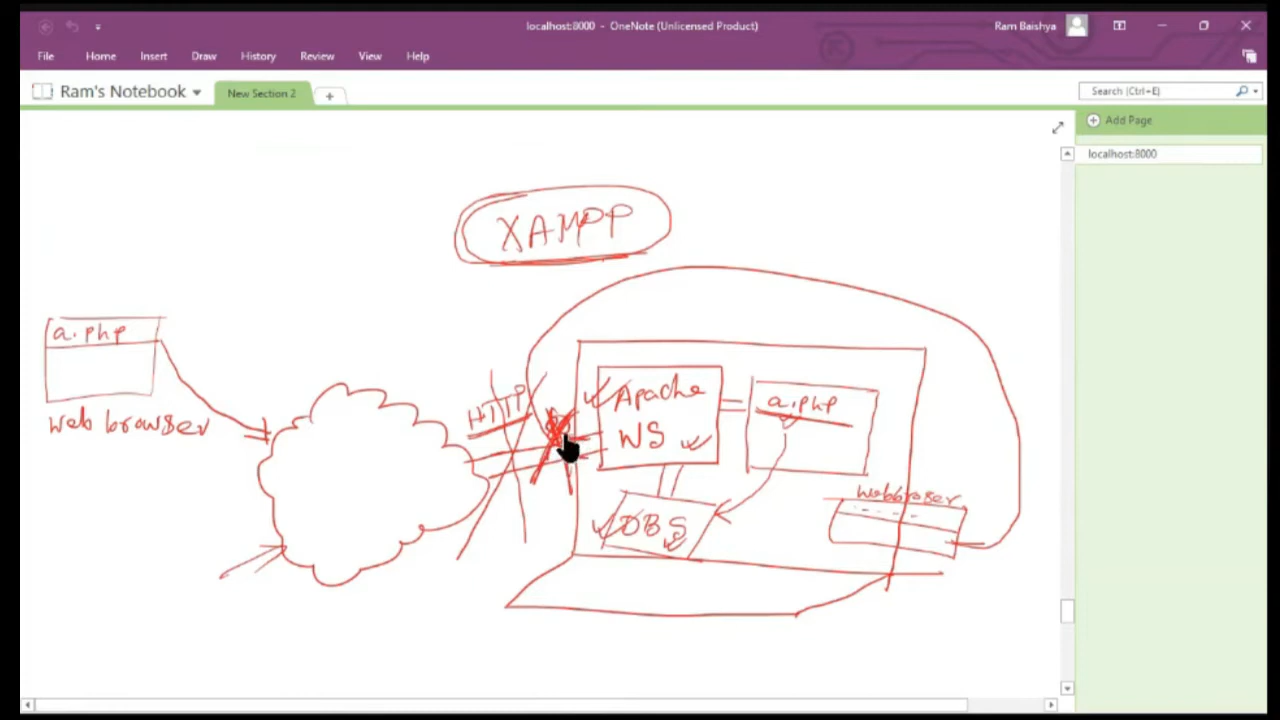 localhost:8000 - OneNote (Unlicensed Product)
Ram Baishya
File Home Insert Draw History Review View Help
Ram's Notebook
New Section 2
+
Search (Ctrl+E)
Add Page
localhost:8000
XAMPP
a.php
web browser
HTTP
Apache
WS
a.php
DBS
webbroser